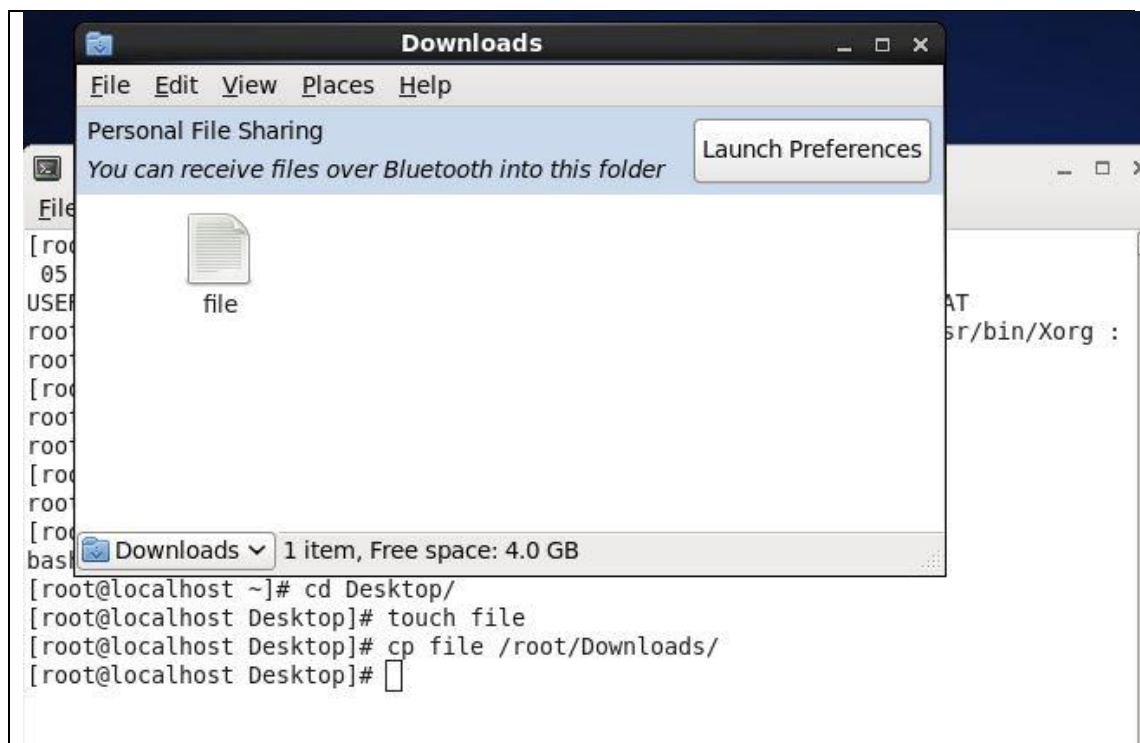 Downloads
File Edit View Places Help
Personal File Sharing
You can receive files over Bluetooth into this folder
Launch Preferences
File
[roo
05
USER AT
root sr/bin/Xorg :
root
[roo
root
root
[roo
root
[roo
bash
file
Downloads 1 item, Free space: 4.0 GB
[root@localhost ~]# cd Desktop/
[root@localhost Desktop]# touch file
[root@localhost Desktop]# cp file /root/Downloads/
[root@localhost Desktop]#